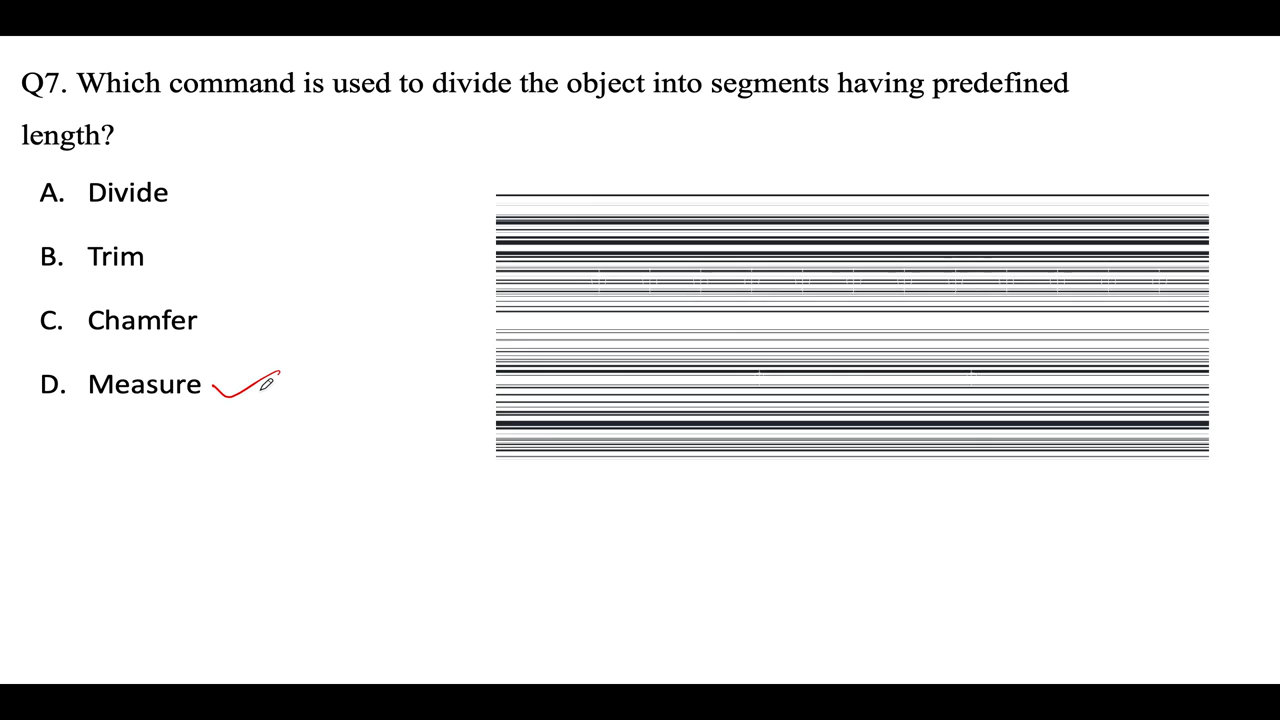 Q7. Which command is used to divide the object into segments having predefined
length?
A. Divide
B. Trim
C. Chamfer
D. Measure